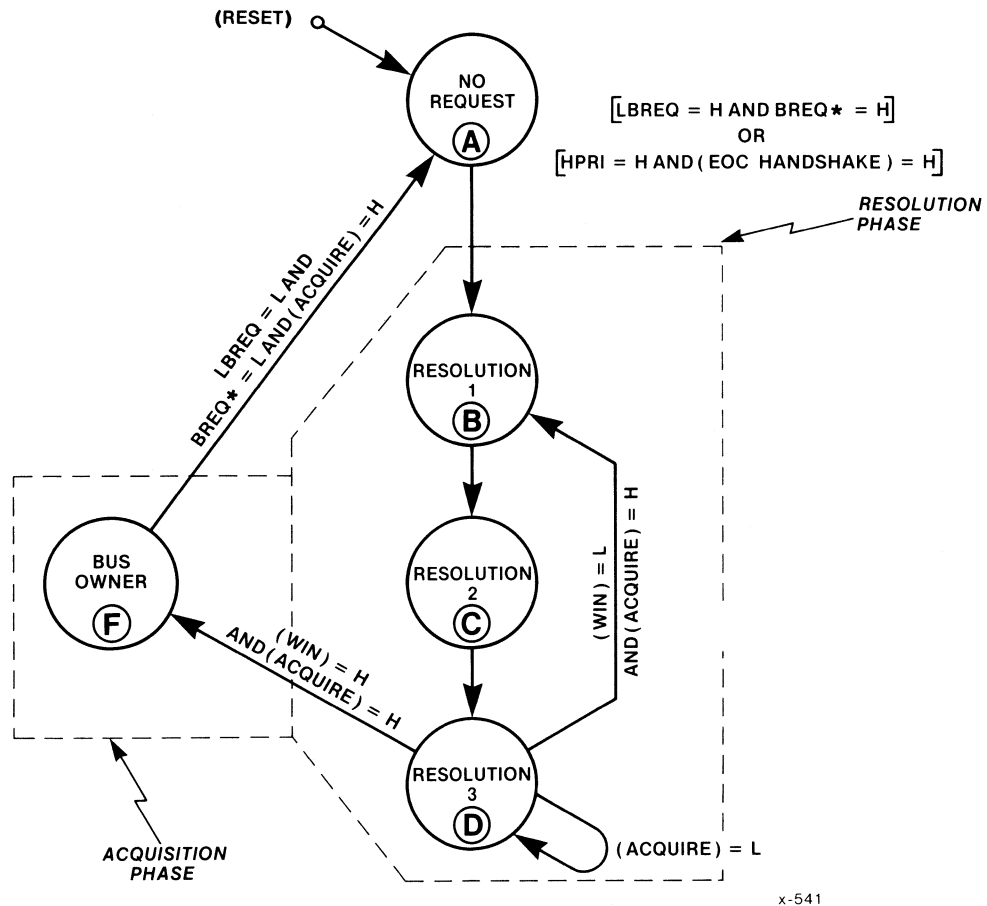 (RESET)
NO
REQUEST
A
[LBREQ = H AND BREQ* = H]
OR
[HPRI = H AND (EOC HANDSHAKE) = H]
RESOLUTION
PHASE
LBREQ = L AND
BREQ* = L AND (ACQUIRE) = H
RESOLUTION
1
B
BUS
OWNER
F
RESOLUTION
2
C
(WIN) = L
AND (ACQUIRE) = H
(WIN) = H
AND (ACQUIRE) = H
RESOLUTION
3
D
(ACQUIRE) = L
ACQUISITION
PHASE
x-541